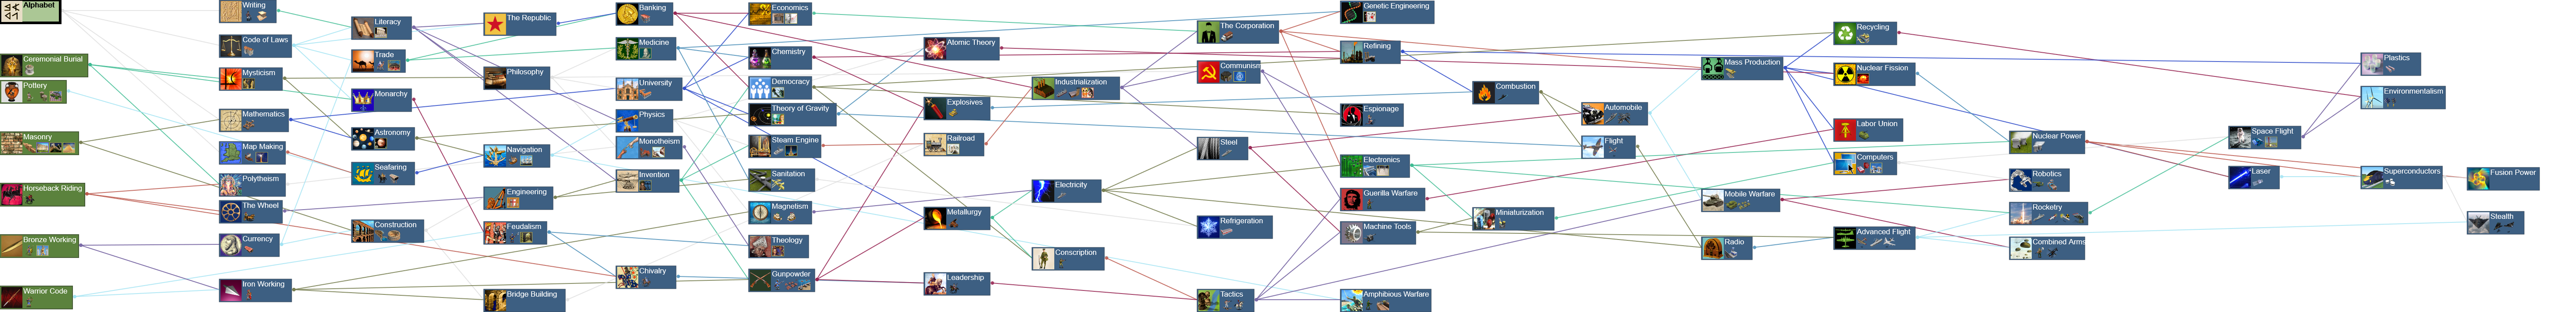 Alphabet
Ceremonial Burial
Pottery
Masonry
Horseback Riding
Bronze Working
Warrior Code
Writing
Code of Laws
Mysticism
Mathematics
Map Making
Polytheism
The Wheel
Currency
Iron Working
Literacy
Trade
Monarchy
Astronomy
Seafaring
Construction
The Republic
Philosophy
Navigation
Engineering
Feudalism
Bridge Building
Banking
Medicine
University
Physics
Monotheism
Invention
Chivalry
Economics
Chemistry
Democracy
Theory of Gravity
Steam Engine
Sanitation
Magnetism
Theology
Gunpowder
Atomic Theory
Explosives
Railroad
Metallurgy
Leadership
Industrialization
Electricity
Conscription
The Corporation
Communism
Steel
Refrigeration
Tactics
Genetic Engineering
Refining
Espionage
Electronics
Guerilla Warfare
Machine Tools
Amphibious Warfare
Combustion
Miniaturization
Automobile
Flight
Mass Production
Mobile Warfare
Radio
Recycling
Nuclear Fission
Labor Union
Computers
Advanced Flight
Nuclear Power
Robotics
Rocketry
Combined Arms
Space Flight
Laser
Plastics
Environmentalism
Superconductors
Fusion Power
Stealth